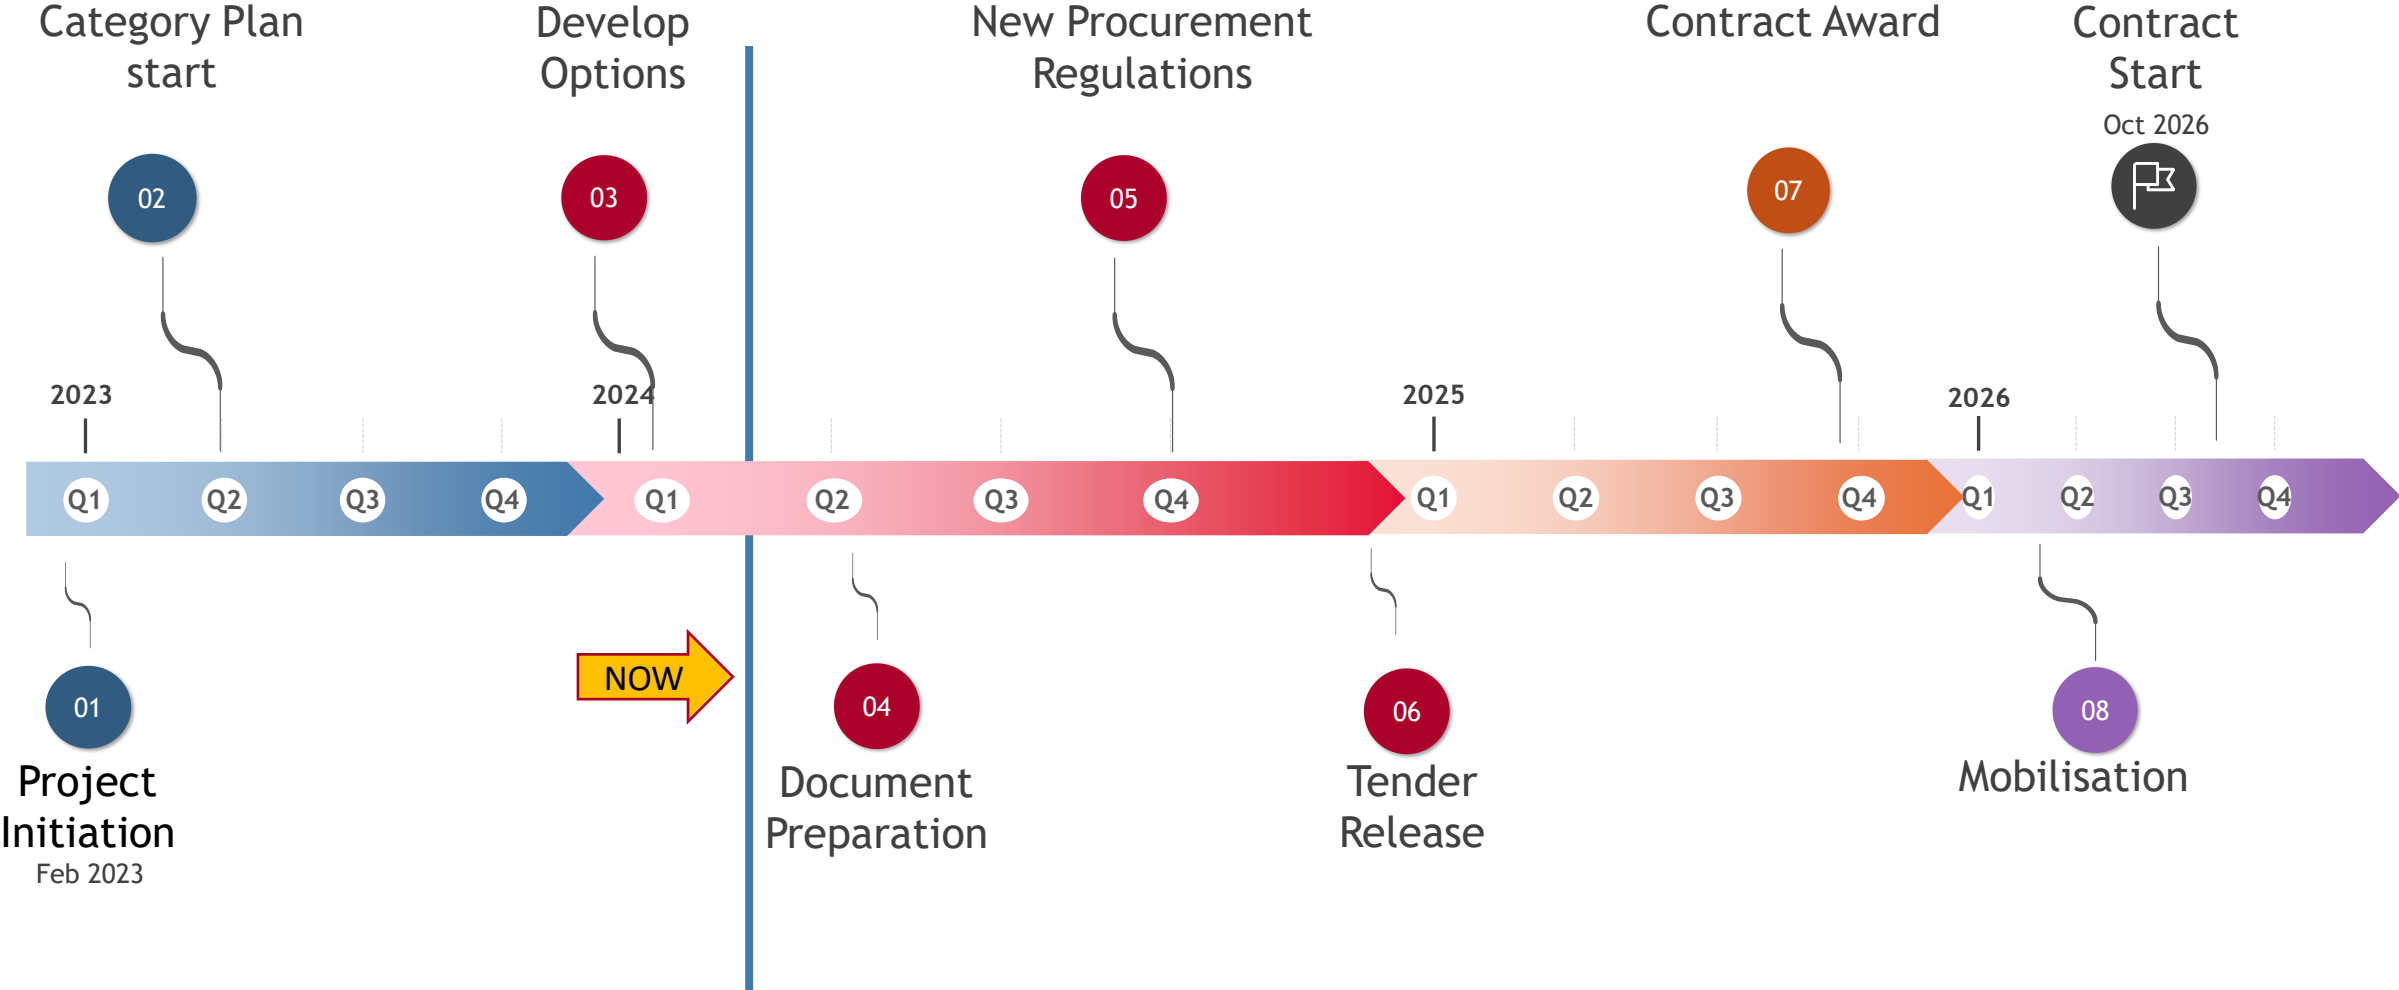 Category Plan
start
Develop
Options
New Procurement
Regulations
Contract Award
Contract
Start
Oct 2026
02
03
05
07
2023
2024
2025
2026
Q1
Q2
Q3
Q4
Q1
Q2
Q3
Q4
Q1
Q2
Q3
Q4
Q1
Q2
Q3
Q4
NOW
01
04
06
08
Project
Initiation
Feb 2023
Document
Preparation
Tender
Release
Mobilisation